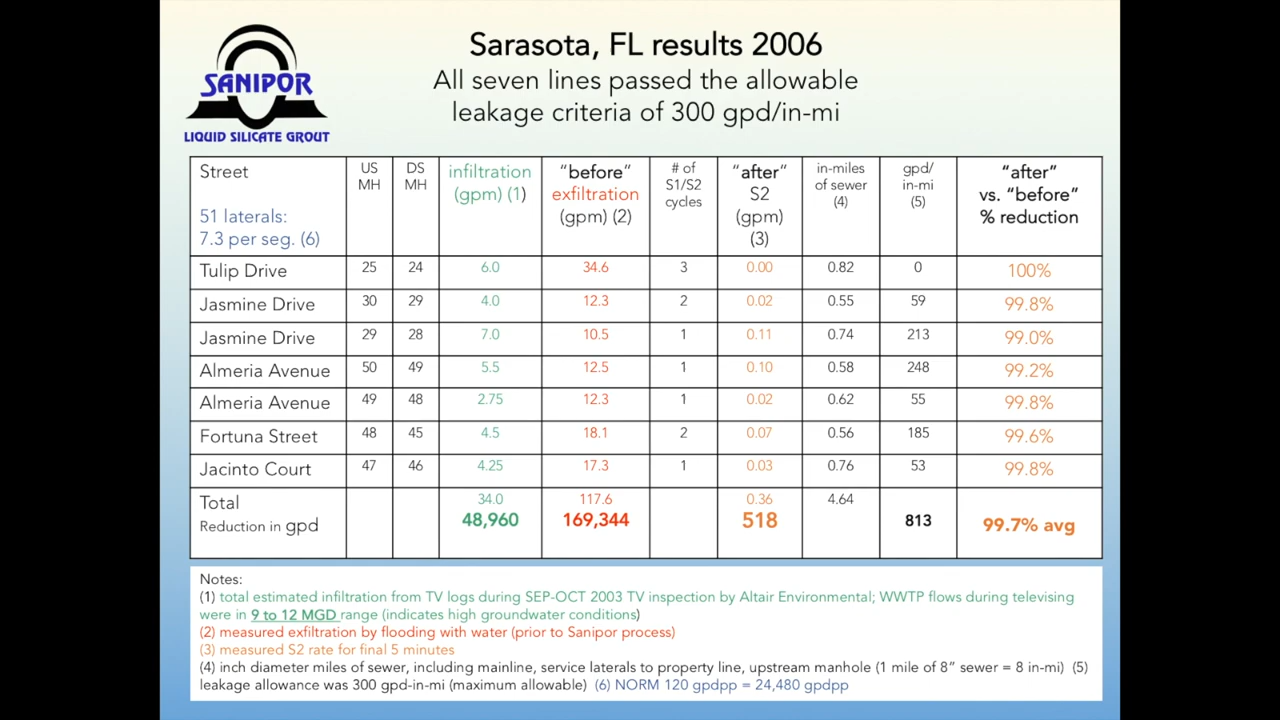 SANIPOR
LIQUID SILICATE GROUT
Sarasota, FL results 2006
All seven lines passed the allowable
leakage criteria of 300 gpd/in-mi
Street 51 laterals: 7.3 per seg. (6) | US MH | DS MH | infiltration (gpm) (1) | “before” exfiltration (gpm) (2) | # of S1/S2 cycles | “after” S2 (gpm) (3) | in-miles of sewer (4) | gpd/ in-mi (5) | “after” vs. “before” % reduction
Tulip Drive 25 24 6.0 34.6 3 0.00 0.82 0 100%
Jasmine Drive 30 29 4.0 12.3 2 0.02 0.55 59 99.8%
Jasmine Drive 29 28 7.0 10.5 1 0.11 0.74 213 99.0%
Almeria Avenue 50 49 5.5 12.5 1 0.10 0.58 248 99.2%
Almeria Avenue 49 48 2.75 12.3 1 0.02 0.62 55 99.8%
Fortuna Street 48 45 4.5 18.1 2 0.07 0.56 185 99.6%
Jacinto Court 47 46 4.25 17.3 1 0.03 0.76 53 99.8%
Total 34.0 117.6 0.36 4.64
Reduction in gpd 48,960 169,344 518 813 99.7% avg
Notes:
(1) total estimated infiltration from TV logs during SEP-OCT 2003 TV inspection by Altair Environmental; WWTP flows during televising
were in 9 to 12 MGD range (indicates high groundwater conditions)
(2) measured exfiltration by flooding with water (prior to Sanipor process)
(3) measured S2 rate for final 5 minutes
(4) inch diameter miles of sewer, including mainline, service laterals to property line, upstream manhole (1 mile of 8” sewer = 8 in-mi) (5)
leakage allowance was 300 gpd-in-mi (maximum allowable) (6) NORM 120 gpdpp = 24,480 gpdpp